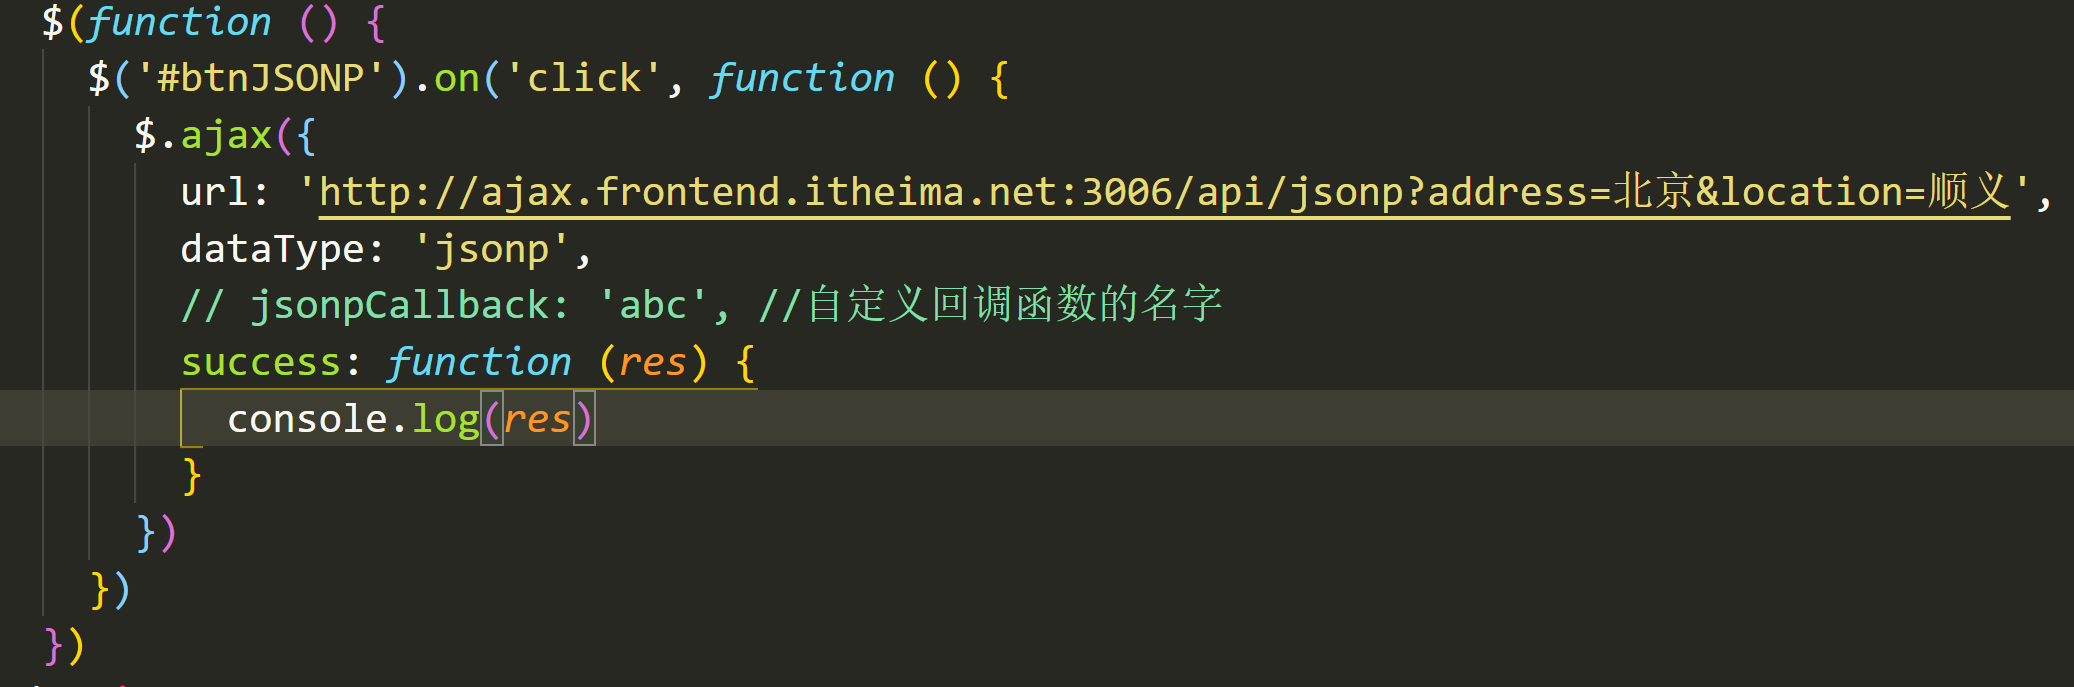 $(function () {
$('#btnJSONP').on('click', function () {
$.ajax({
url: 'http://ajax.frontend.itheima.net:3006/api/jsonp?address=北京&location=顺义',
dataType: 'jsonp',
// jsonpCallback: 'abc', //自定义回调函数的名字
success: function (res) {
console.log(res)
}
})
})
})